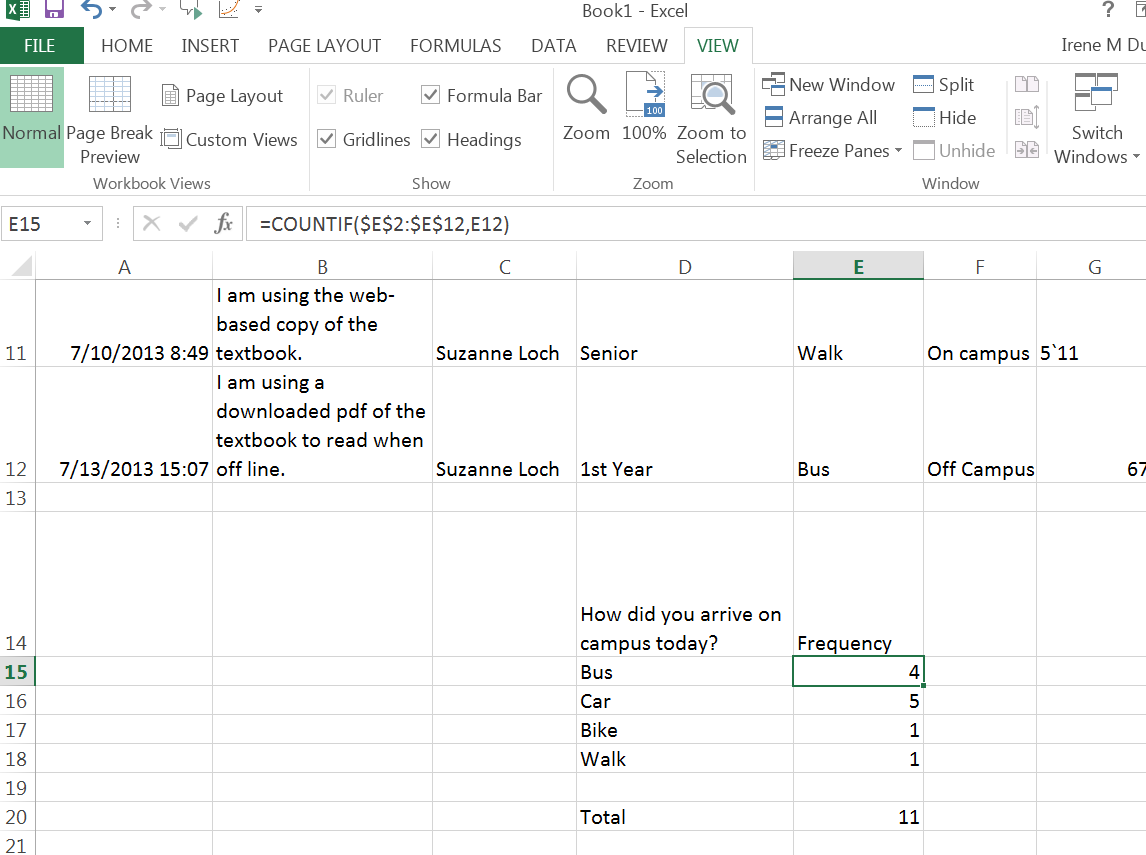 Book1 - Excel
?
FILE HOME INSERT PAGE LAYOUT FORMULAS DATA REVIEW VIEW Irene M Du
Normal
Page Break
Preview
Page Layout
Custom Views
Workbook Views
Ruler
Formula Bar
Gridlines
Headings
Show
Zoom
100
100%
Zoom to
Selection
Zoom
New Window
Arrange All
Freeze Panes
Split
Hide
Unhide
Switch
Windows
Window
E15 fx =COUNTIF($E$2:$E$12,E12)
A B C D E F G
I am using the web-
based copy of the
11 7/10/2013 8:49 textbook. Suzanne Loch Senior Walk On campus 5`11
I am using a
downloaded pdf of the
textbook to read when
12 7/13/2013 15:07 off line. Suzanne Loch 1st Year Bus Off Campus 67
13
How did you arrive on
14 campus today? Frequency
15 Bus 4
16 Car 5
17 Bike 1
18 Walk 1
19
20 Total 11
21